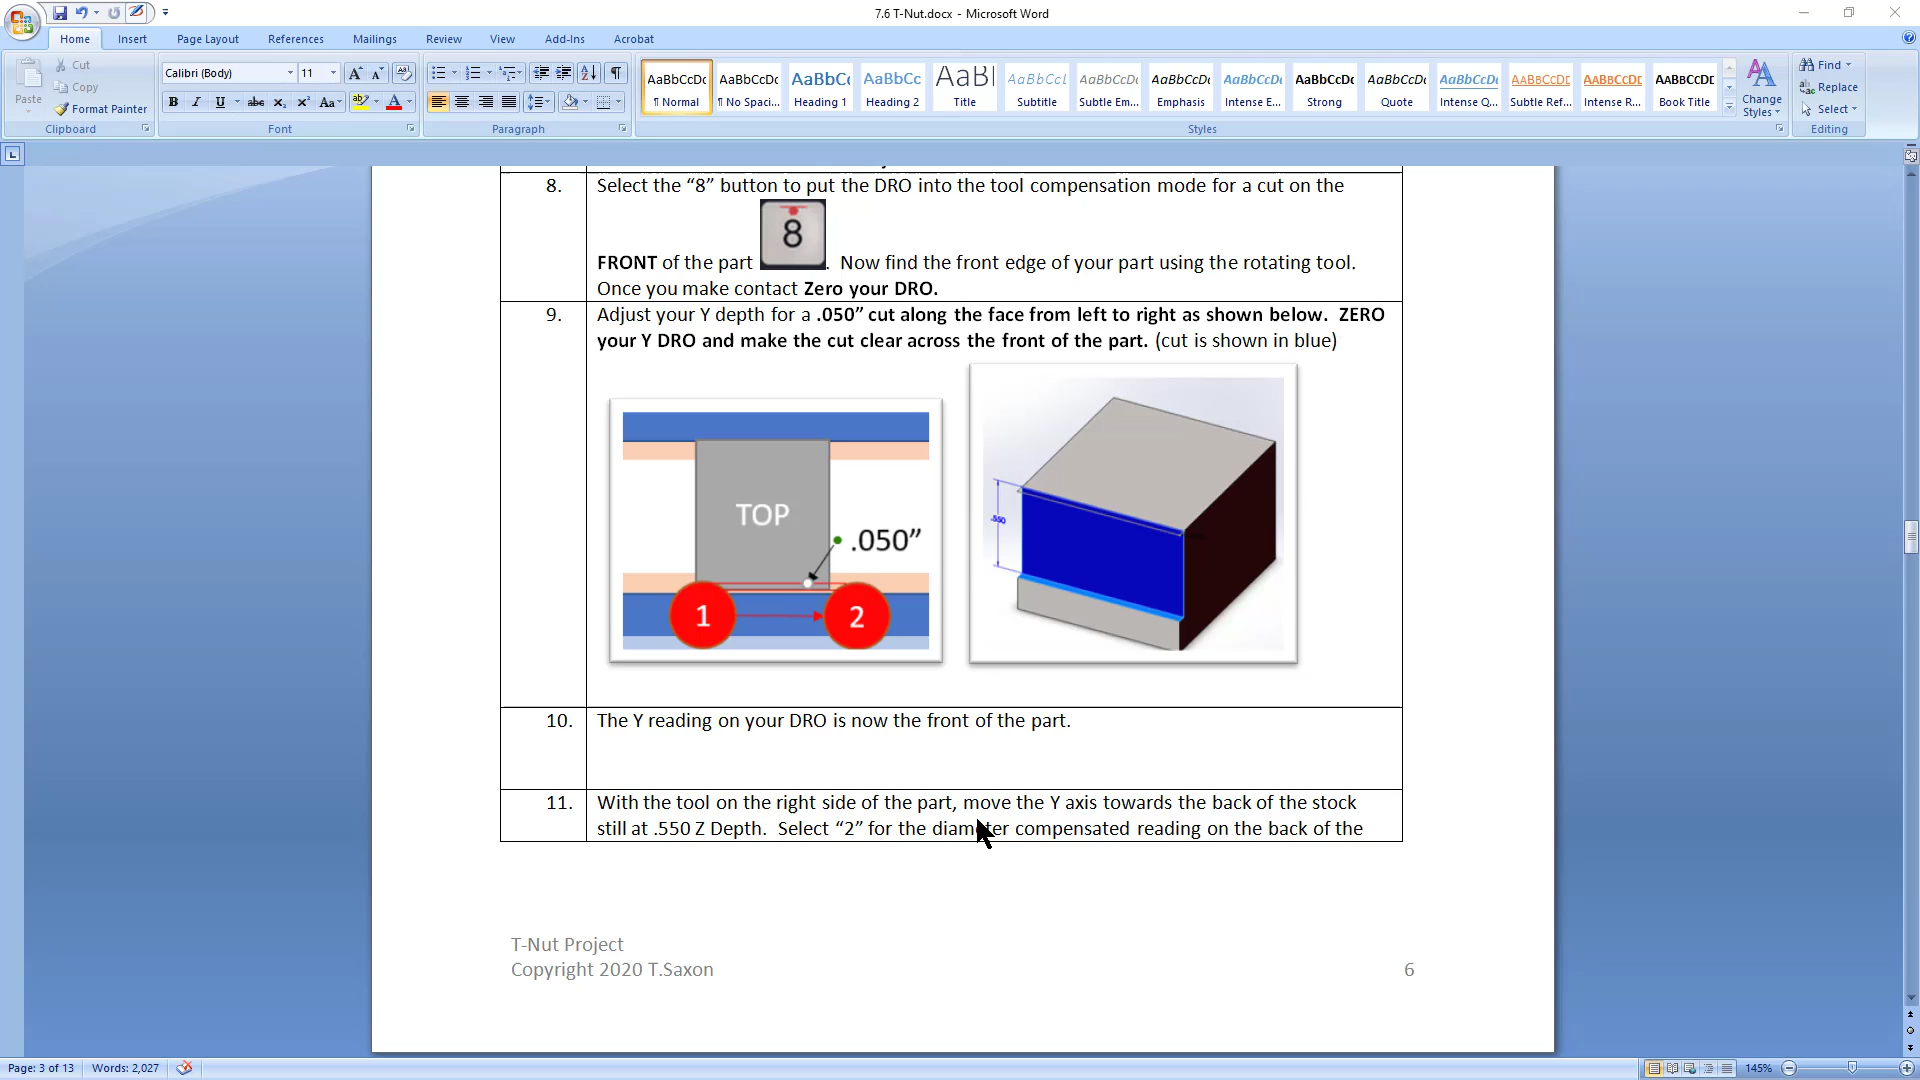 7.6 T-Nut.docx - Microsoft Word
Home Insert Page Layout References Mailings Review View Add-Ins Acrobat
Paste
Cut
Copy
Format Painter
Clipboard
Calibri (Body) 11
B I U abc X₂ X² Aa
ab A
Font
Paragraph
AaBbCcDc AaBbCcDc AaBbC AaBbCc AaB AaBbCcL AaBbCcDc AaBbCcDc AaBbCcDc AaBbCcDc AaBbCcDc AaBbCcDc AABBCCDC AABBCCDC AABBCCDC
¶ Normal ¶ No Spaci... Heading 1 Heading 2 Title Subtitle Subtle Em... Emphasis Intense E... Strong Quote Intense Q... Subtle Ref... Intense R... Book Title
Change Styles
Styles
Find
Replace
Select
Editing
8. Select the “8” button to put the DRO into the tool compensation mode for a cut on the
8
FRONT of the part . Now find the front edge of your part using the rotating tool.
Once you make contact Zero your DRO.
9. Adjust your Y depth for a .050” cut along the face from left to right as shown below. ZERO
your Y DRO and make the cut clear across the front of the part. (cut is shown in blue)
TOP
.050”
1 2
.550
10. The Y reading on your DRO is now the front of the part.
11. With the tool on the right side of the part, move the Y axis towards the back of the stock
still at .550 Z Depth. Select “2” for the diameter compensated reading on the back of the
T-Nut Project
Copyright 2020 T.Saxon 6
Page: 3 of 13 Words: 2,027 145%